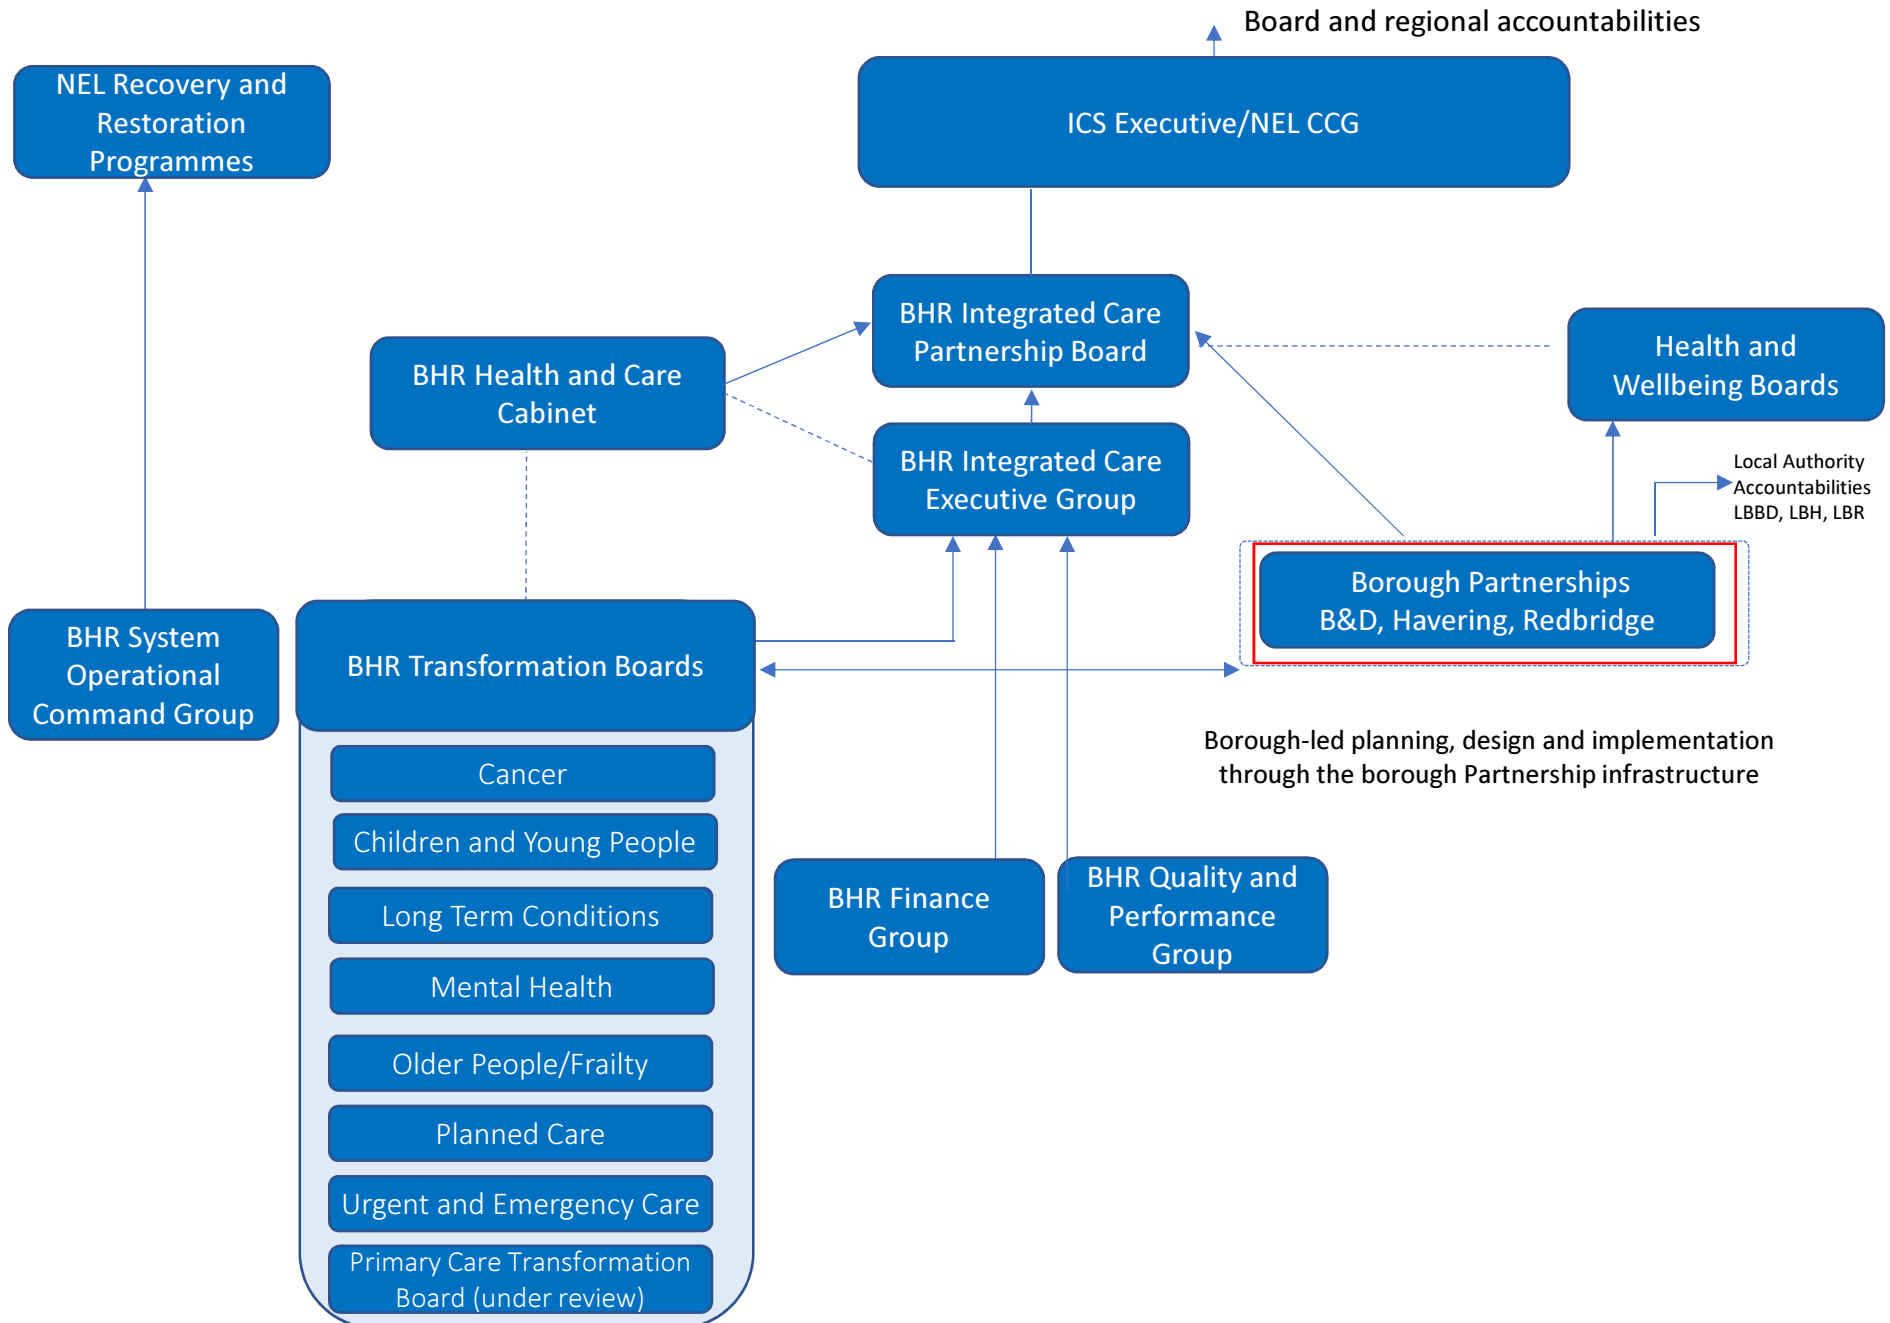 Board and regional accountabilities
NEL Recovery and
Restoration
Programmes
ICS Executive/NEL CCG
BHR Integrated Care
Partnership Board
Health and
Wellbeing Boards
BHR Health and Care
Cabinet
BHR Integrated Care
Executive Group
Local Authority
Accountabilities
LBBD, LBH, LBR
Borough Partnerships
B&D, Havering, Redbridge
BHR System
Operational
Command Group
BHR Transformation Boards
Borough-led planning, design and implementation
through the borough Partnership infrastructure
Cancer
Children and Young People
Long Term Conditions
Mental Health
Older People/Frailty
Planned Care
Urgent and Emergency Care
Primary Care Transformation
Board (under review)
BHR Finance
Group
BHR Quality and
Performance
Group